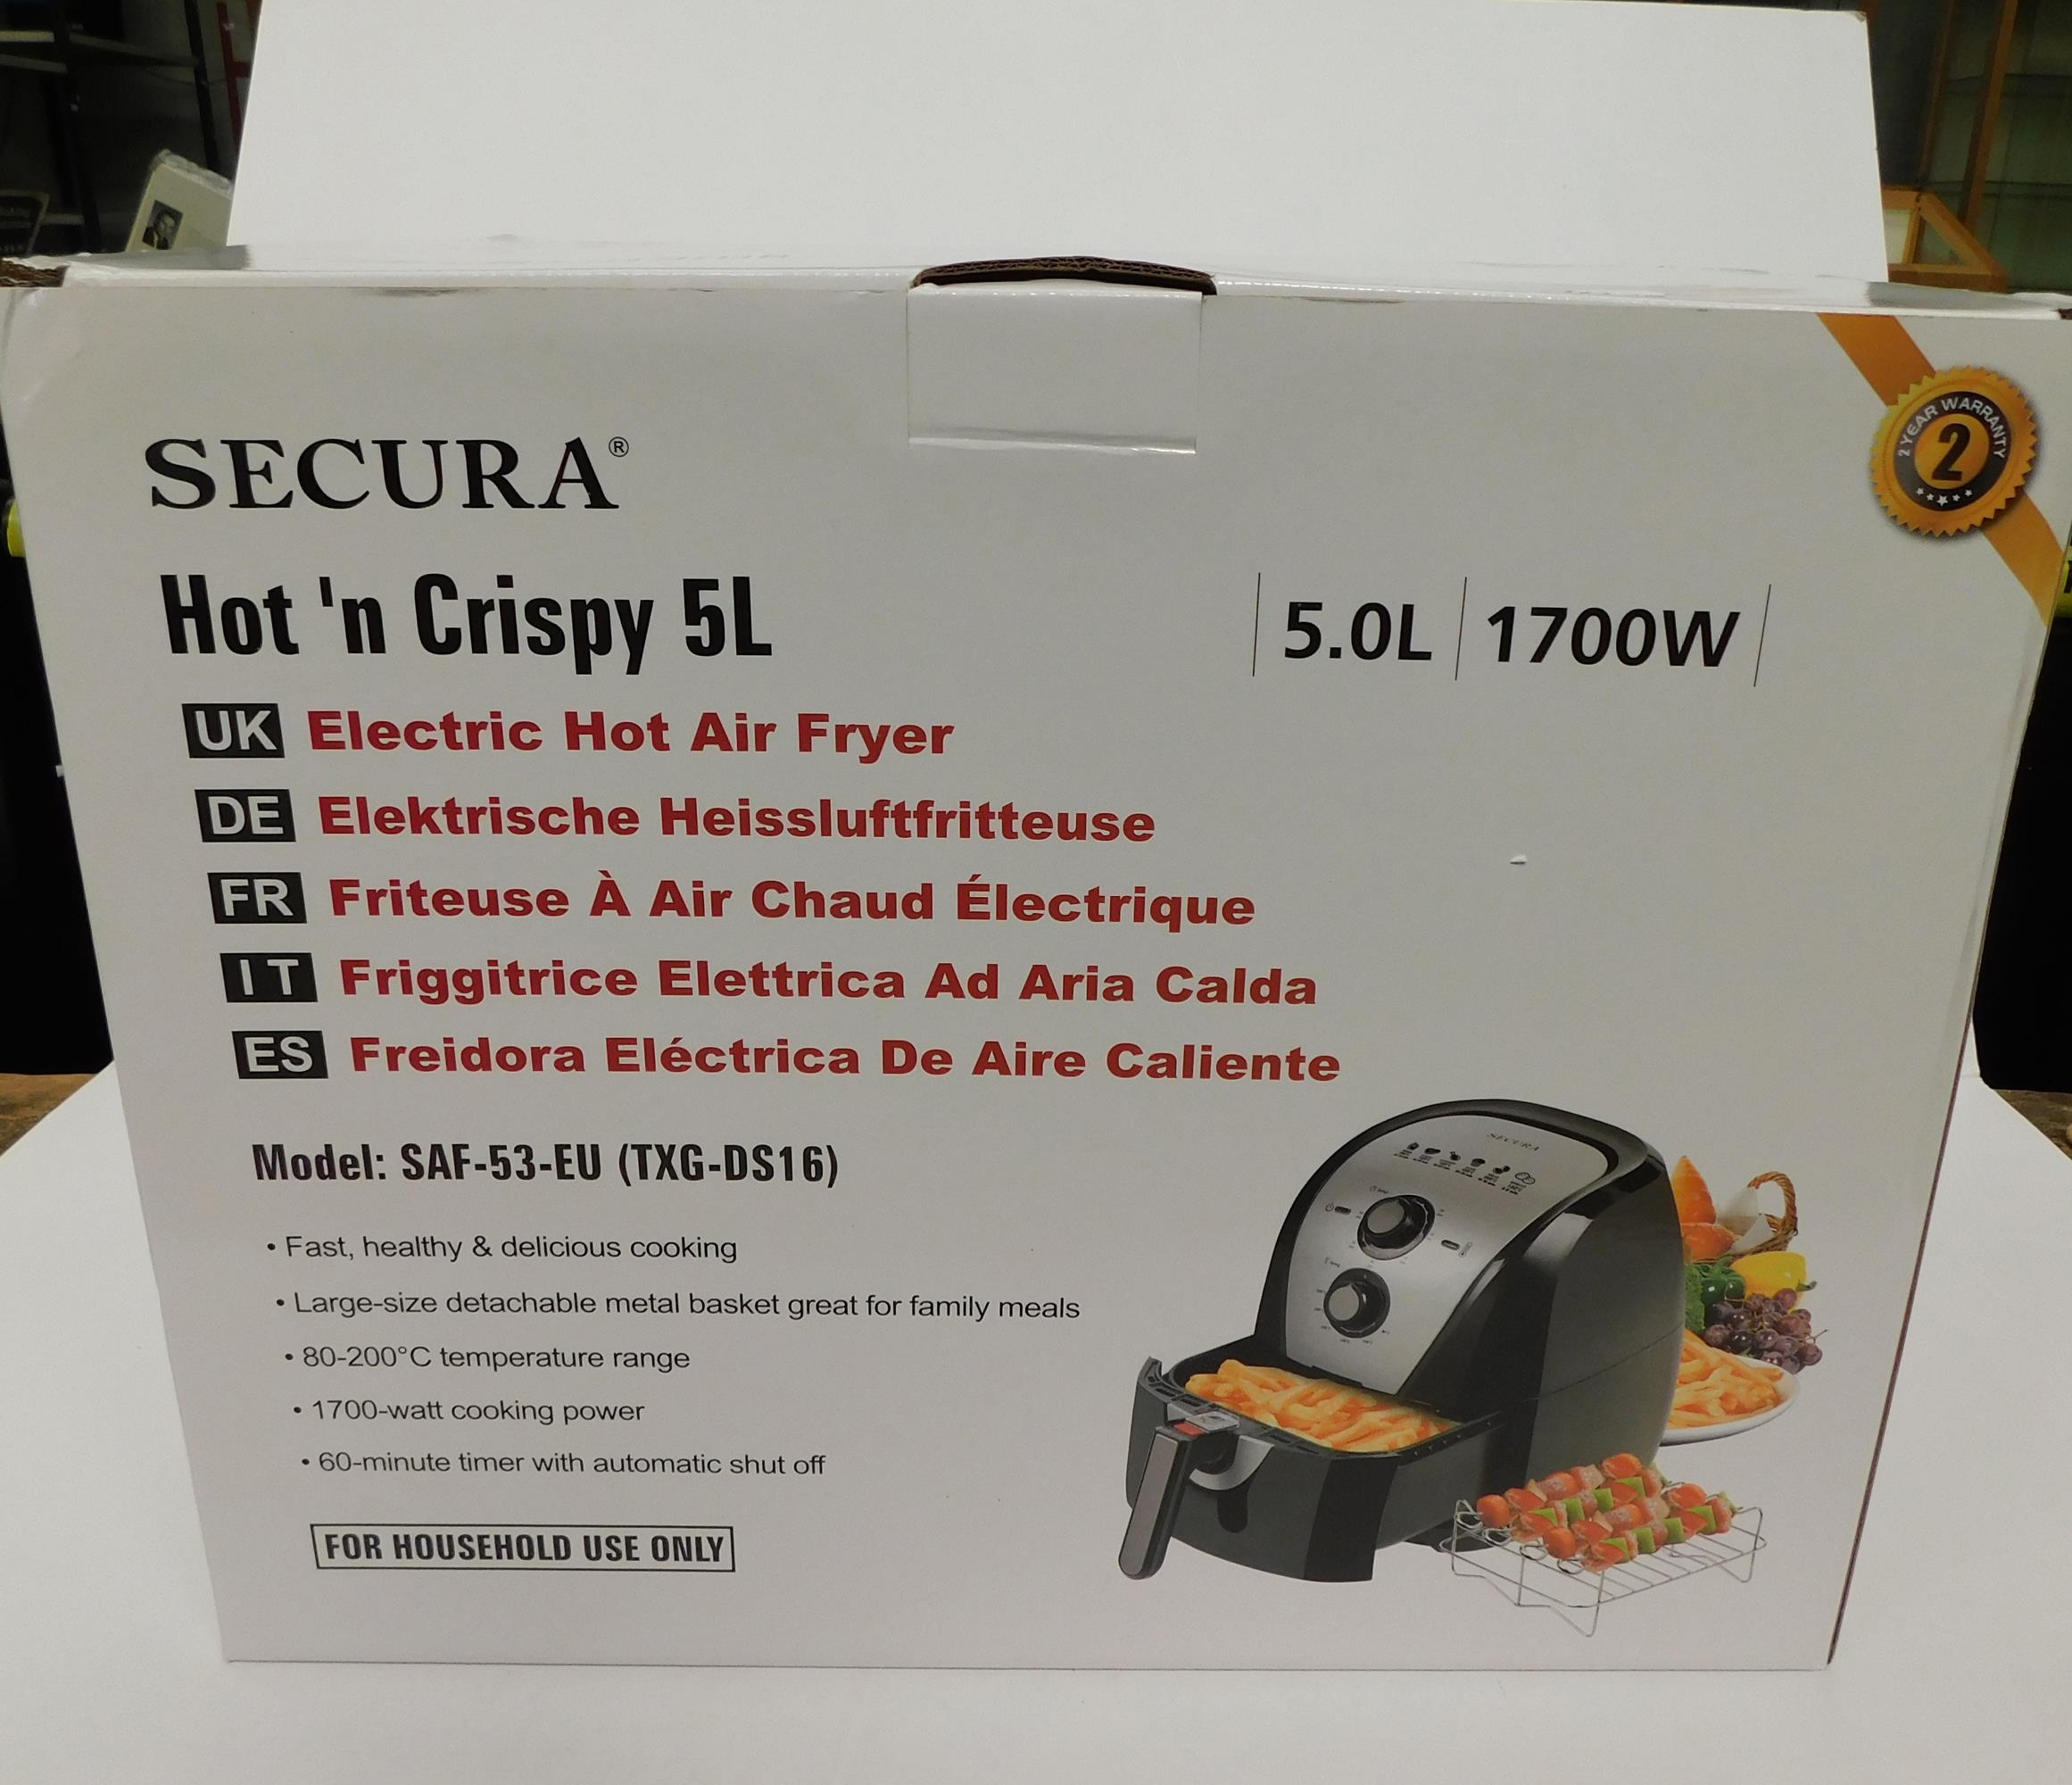 2 YEAR WARRANTY
2
SECURA®
Hot 'n Crispy 5L
5.0L 1700W
UK Electric Hot Air Fryer
DE Elektrische Heissluftfritteuse
FR Friteuse À Air Chaud Électrique
IT Friggitrice Elettrica Ad Aria Calda
ES Freidora Eléctrica De Aire Caliente
Model: SAF-53-EU (TXG-DS16)
• Fast, healthy & delicious cooking
• Large-size detachable metal basket great for family meals
• 80-200°C temperature range
• 1700-watt cooking power
• 60-minute timer with automatic shut off
FOR HOUSEHOLD USE ONLY
SECURA